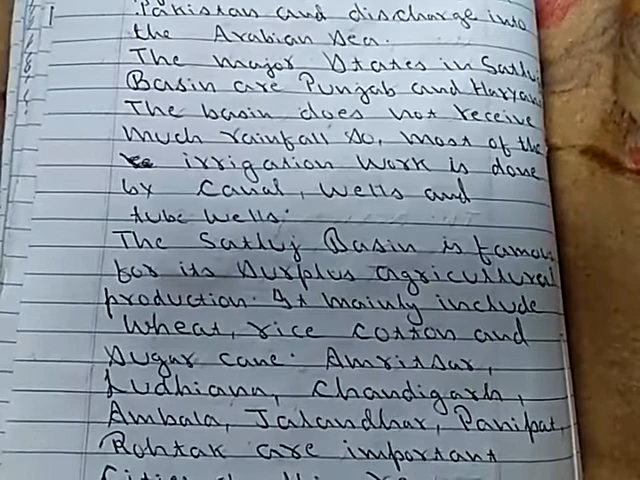 Pakistan and discharge into
the Arabian Sea.
The major States in Satluj
Basin are Punjab and Haryana
The basin does not receive
much rainfall so, most of the
irrigation work is done
by Canal, wells and
tube wells.
The Satluj Basin is famous
for its surplus agricultural
production. It mainly include
Wheat, rice cotton and
sugar cane. Amritsar,
Ludhiana, Chandigarh,
Ambala, Jalandhar, Panipat,
Rohtak are important